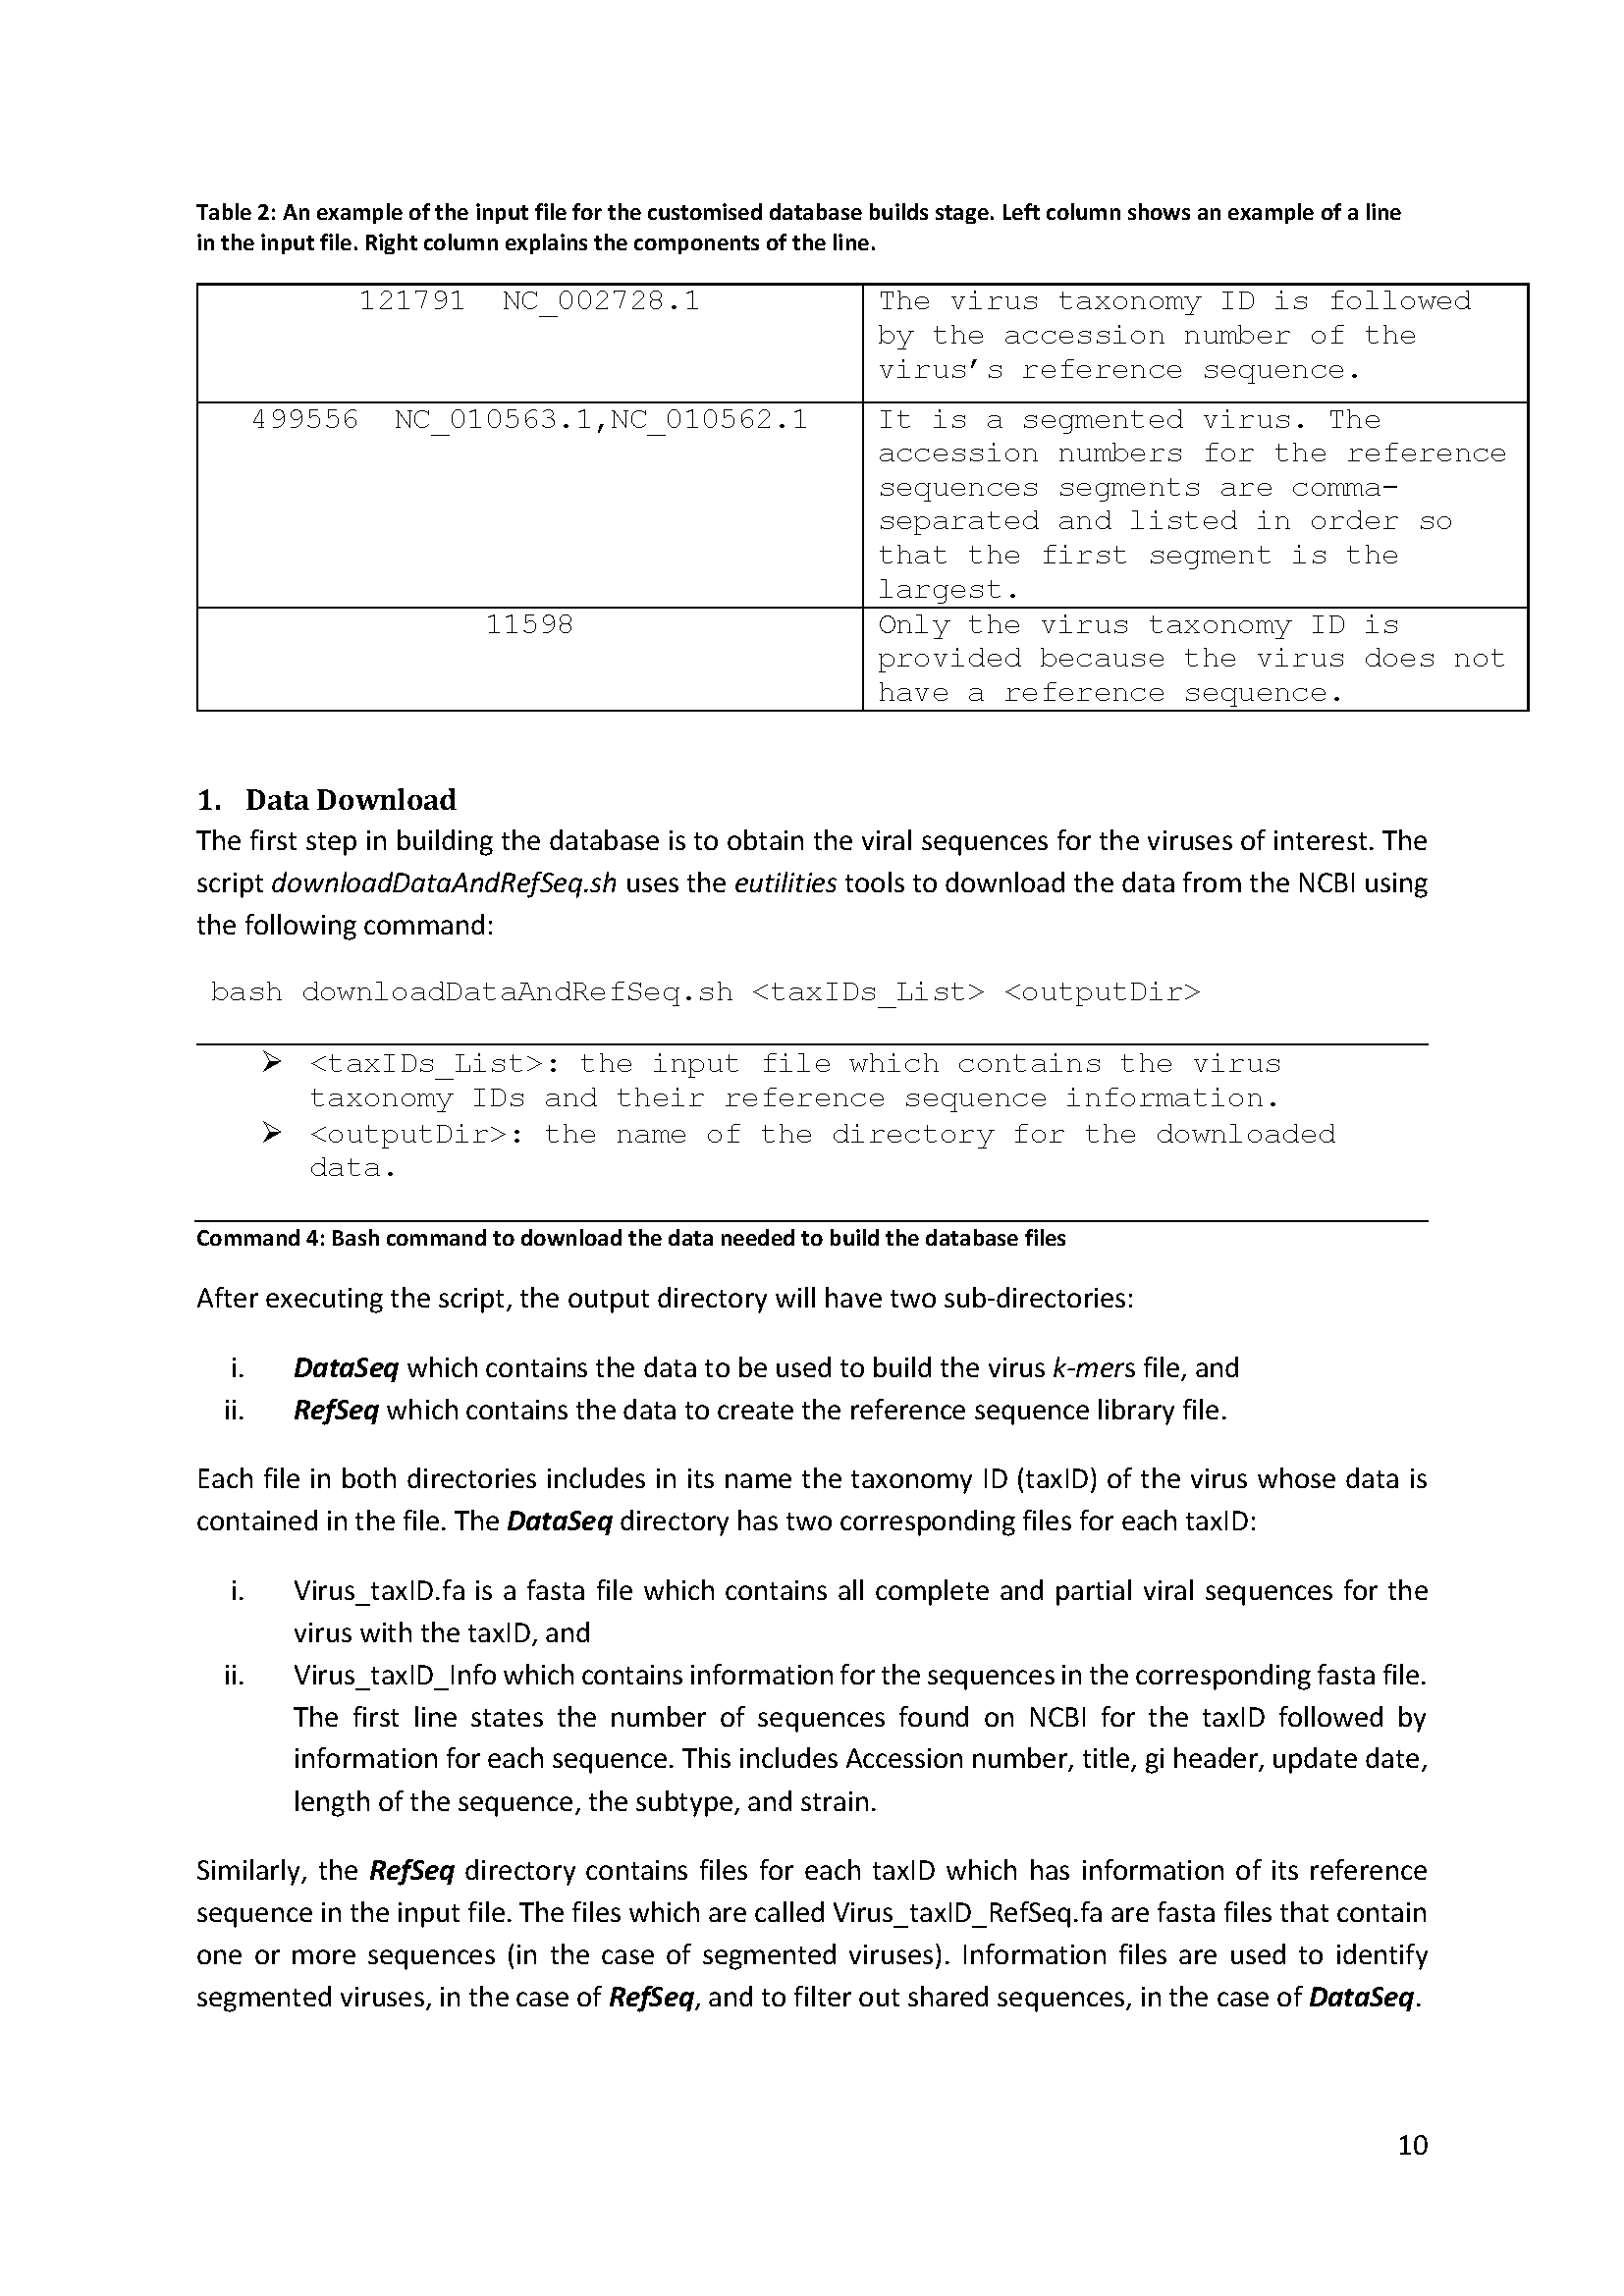 Table 2: An example of the input file for the customised database builds stage. Left column shows an example of a line
in the input file. Right column explains the components of the line.
121791  NC_002728.1
The virus taxonomy ID is followed
by the accession number of the
virus’s reference sequence.
499556  NC_010563.1,NC_010562.1
It is a segmented virus. The
accession numbers for the reference
sequences segments are comma-
separated and listed in order so
that the first segment is the
largest.
11598
Only the virus taxonomy ID is
provided because the virus does not
have a reference sequence.
1. Data Download
The first step in building the database is to obtain the viral sequences for the viruses of interest. The
script downloadDataAndRefSeq.sh uses the eutilities tools to download the data from the NCBI using
the following command:
bash downloadDataAndRefSeq.sh <taxIDs_List> <outputDir>
➢ <taxIDs_List>: the input file which contains the virus
taxonomy IDs and their reference sequence information.
➢ <outputDir>: the name of the directory for the downloaded
data.
Command 4: Bash command to download the data needed to build the database files
After executing the script, the output directory will have two sub-directories:
i. DataSeq which contains the data to be used to build the virus k-mers file, and
ii. RefSeq which contains the data to create the reference sequence library file.
Each file in both directories includes in its name the taxonomy ID (taxID) of the virus whose data is
contained in the file. The DataSeq directory has two corresponding files for each taxID:
i. Virus_taxID.fa is a fasta file which contains all complete and partial viral sequences for the
virus with the taxID, and
ii. Virus_taxID_Info which contains information for the sequences in the corresponding fasta file.
The first line states the number of sequences found on NCBI for the taxID followed by
information for each sequence. This includes Accession number, title, gi header, update date,
length of the sequence, the subtype, and strain.
Similarly, the RefSeq directory contains files for each taxID which has information of its reference
sequence in the input file. The files which are called Virus_taxID_RefSeq.fa are fasta files that contain
one or more sequences (in the case of segmented viruses). Information files are used to identify
segmented viruses, in the case of RefSeq, and to filter out shared sequences, in the case of DataSeq.
10